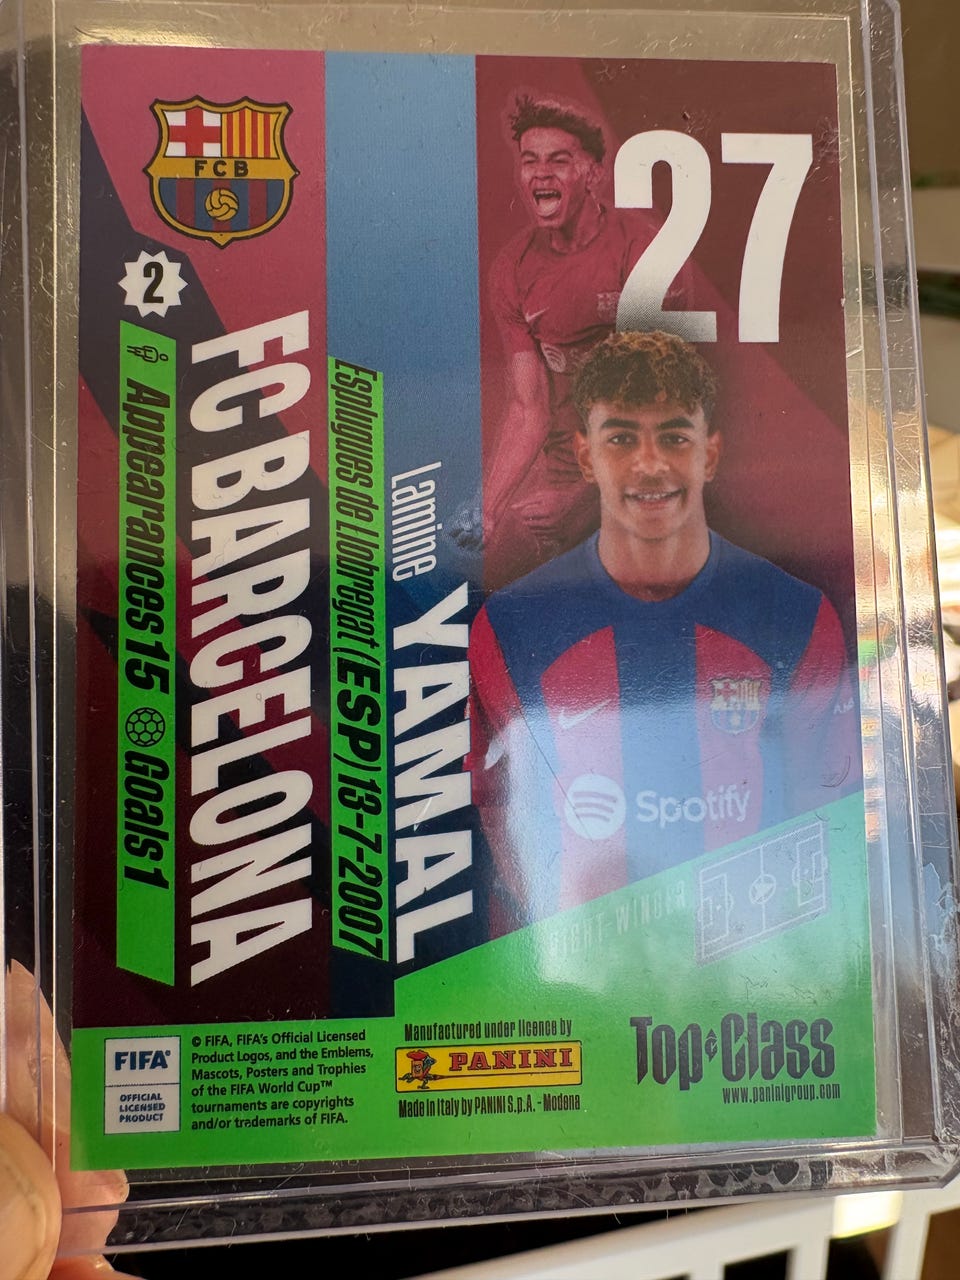 FCB
27
2
Appearances 15 Goals 1
FC BARCELONA
Esplugues de Llobregat (ESP) 13-7-2007
Lamine
YAMAL
Spotify
RIGHT WINGER
FIFA®
OFFICIAL
LICENSED
PRODUCT
© FIFA, FIFA's Official Licensed
Product Logos, and the Emblems,
Mascots, Posters and Trophies
of the FIFA World Cup™
tournaments are copyrights
and/or trademarks of FIFA.
Manufactured under licence by
PANINI
Made in Italy by PANINI S.p.A. - Modena
Top Class
www.paninigroup.com